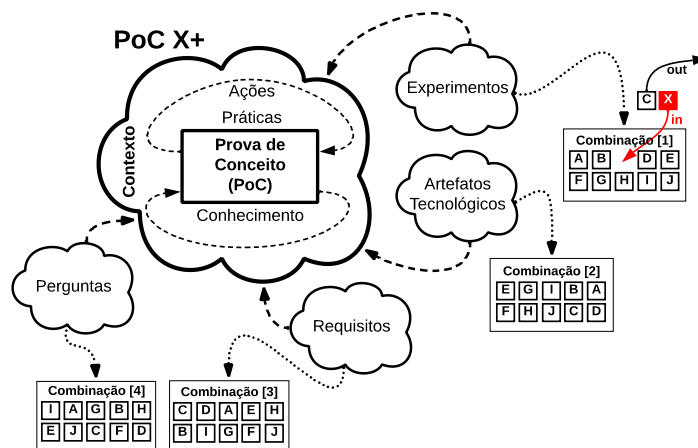 PoC X+
Ações
Práticas
Prova de
Conceito
(PoC)
Conhecimento
Contexto
Experimentos
out
C X
in
Combinação [1]
A B D E
F G H I J
Artefatos
Tecnológicos
Combinação [2]
E G I B A
F H J C D
Perguntas
Requisitos
Combinação [4]
I A G B H
E J C F D
Combinação [3]
C D A E H
B I G F J